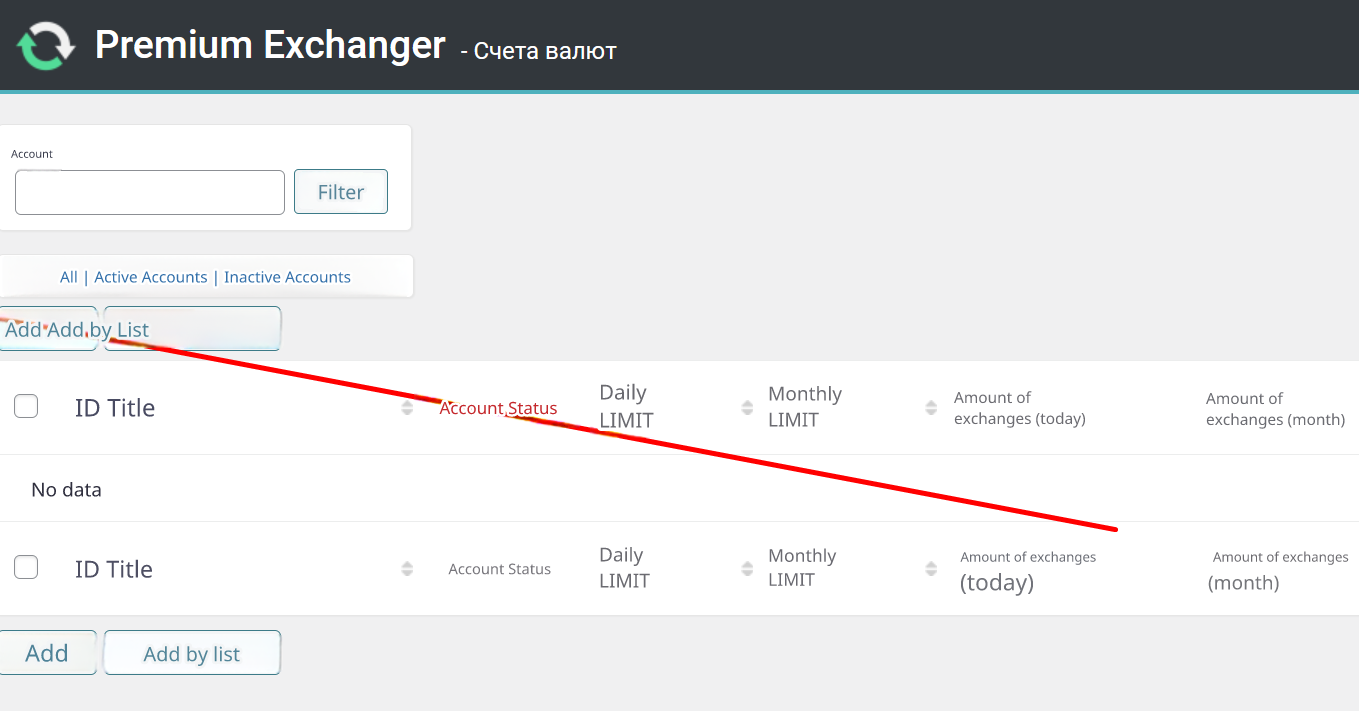 Premium Exchanger - Счета валют
Account
Filter
All | Active Accounts | Inactive Accounts
Add Add by List
ID Title Account Status Daily LIMIT Monthly LIMIT Amount of exchanges (today) Amount of exchanges (month)
No data
ID Title Account Status Daily LIMIT Monthly LIMIT Amount of exchanges (today) Amount of exchanges (month)
Add Add by list